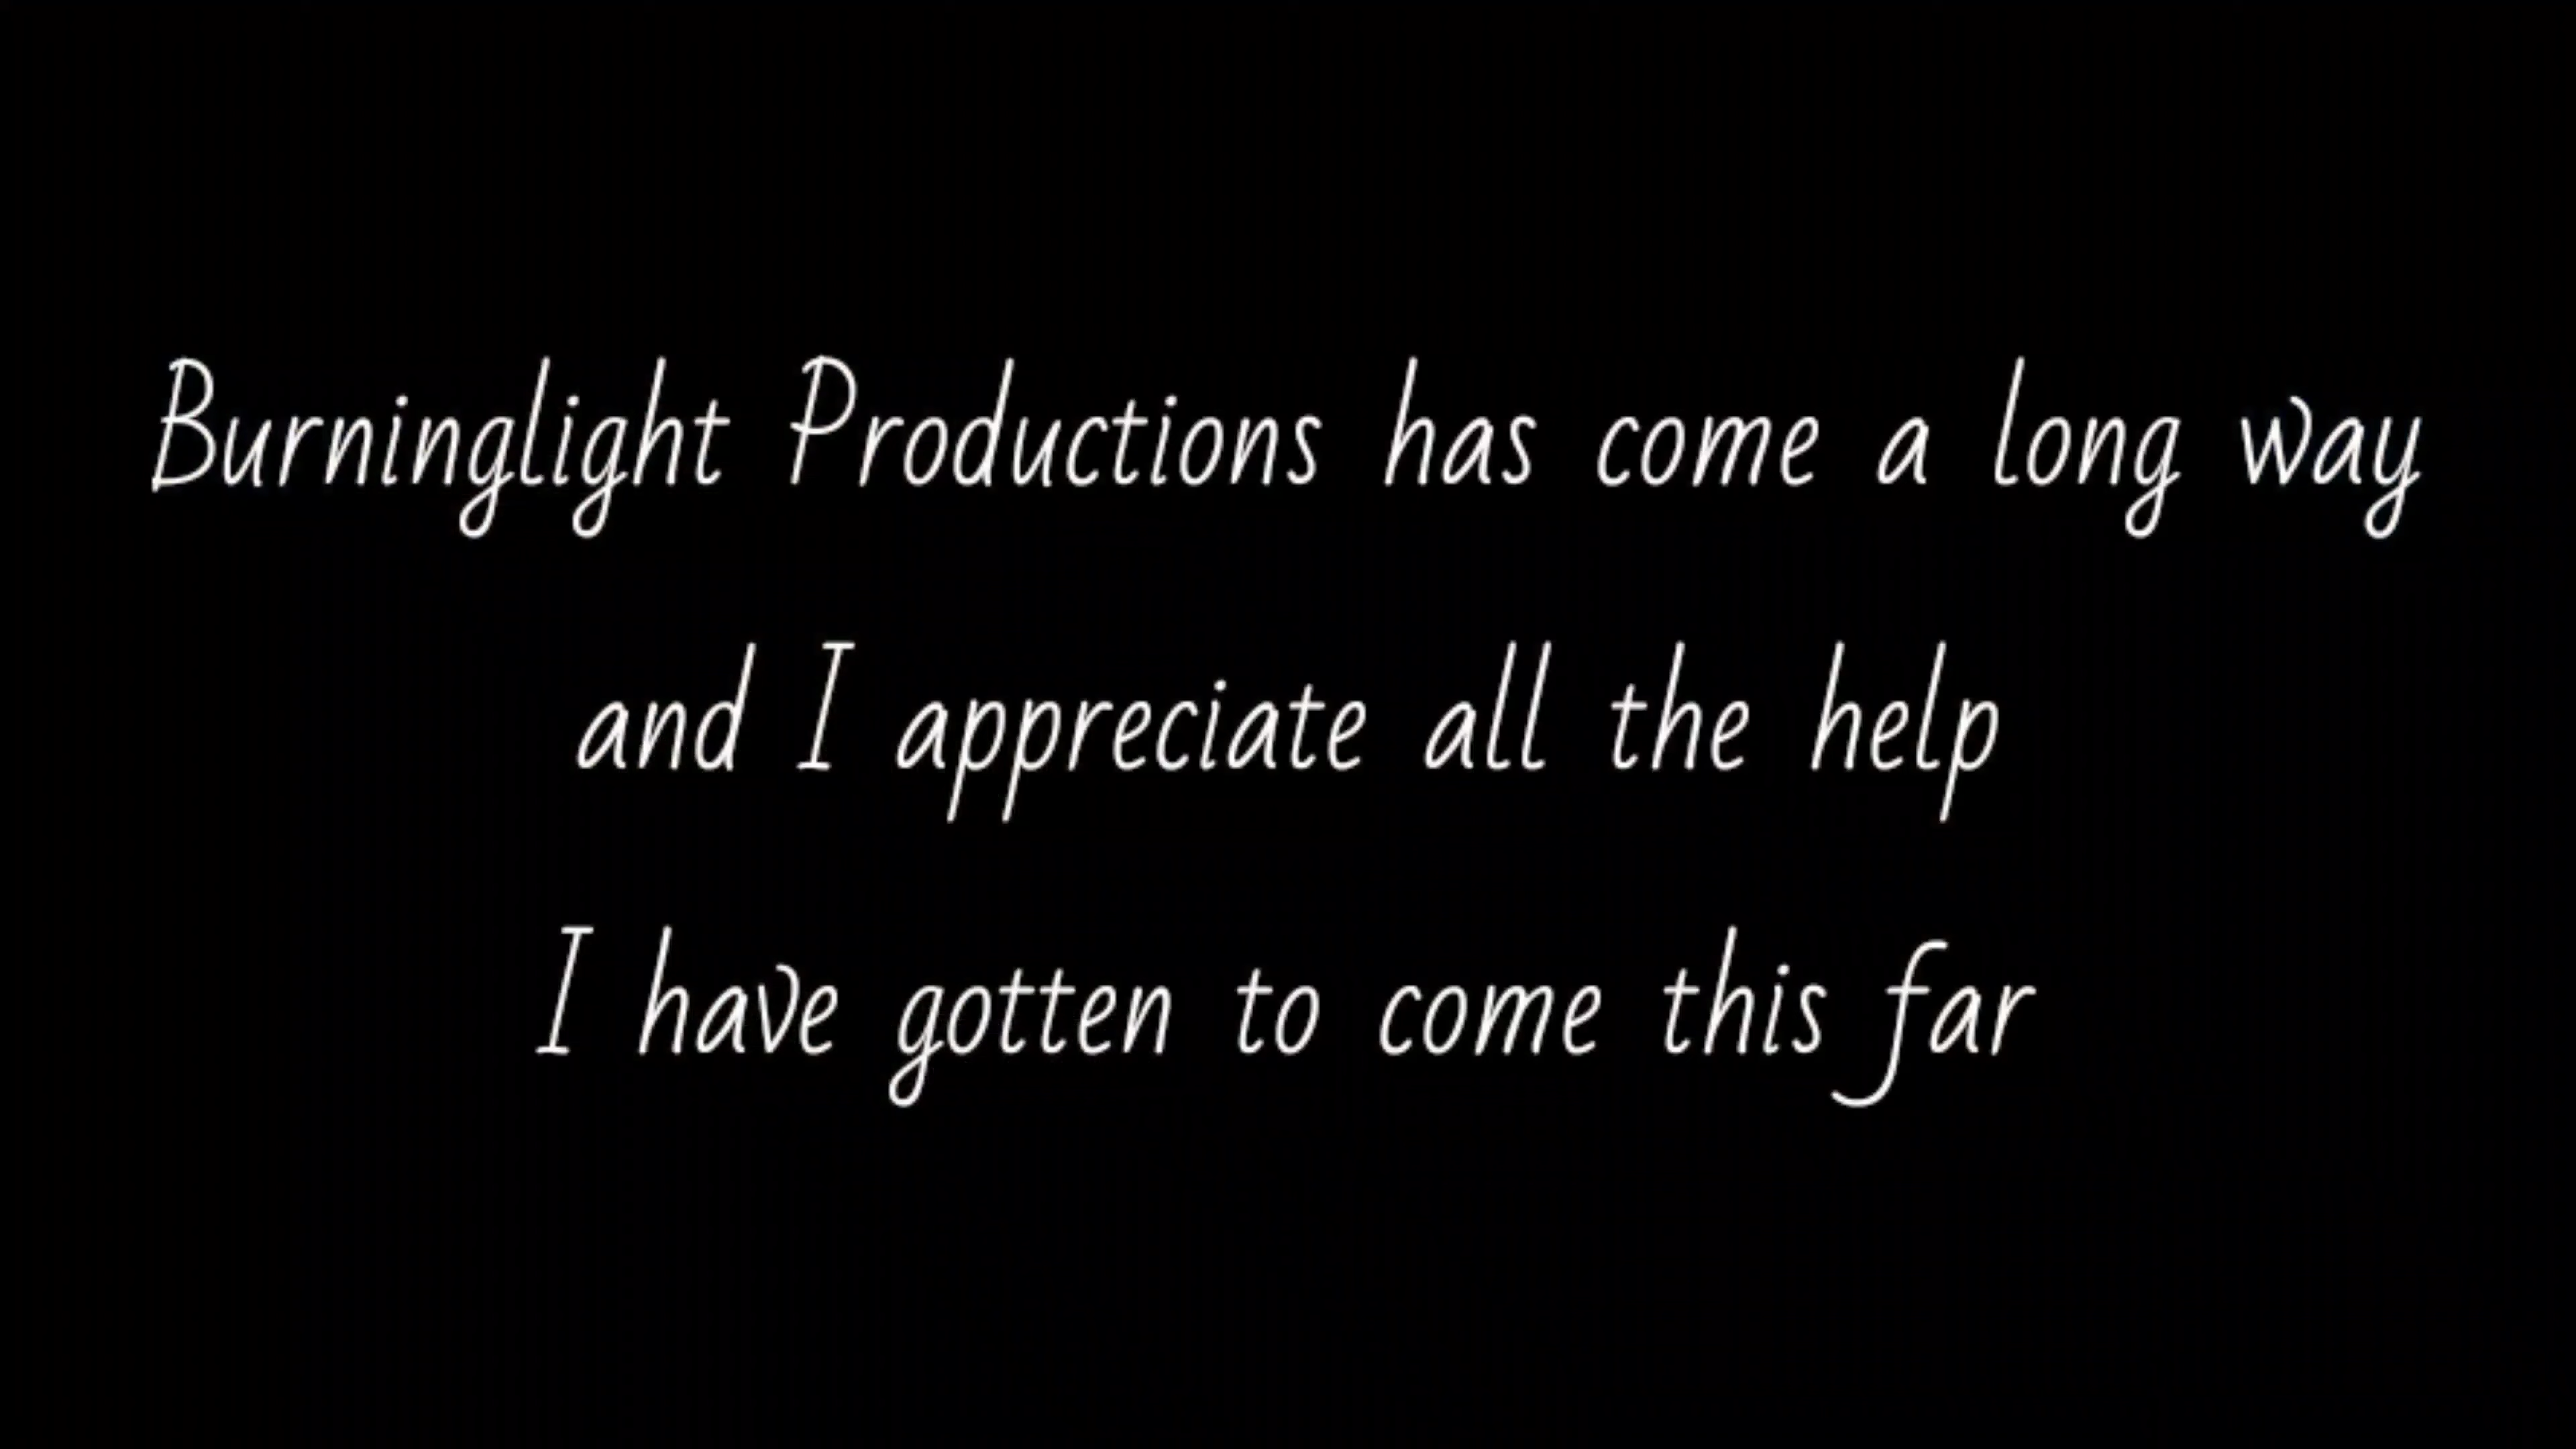 Burninglight Productions has come a long way
and I appreciate all the help
I have gotten to come this far